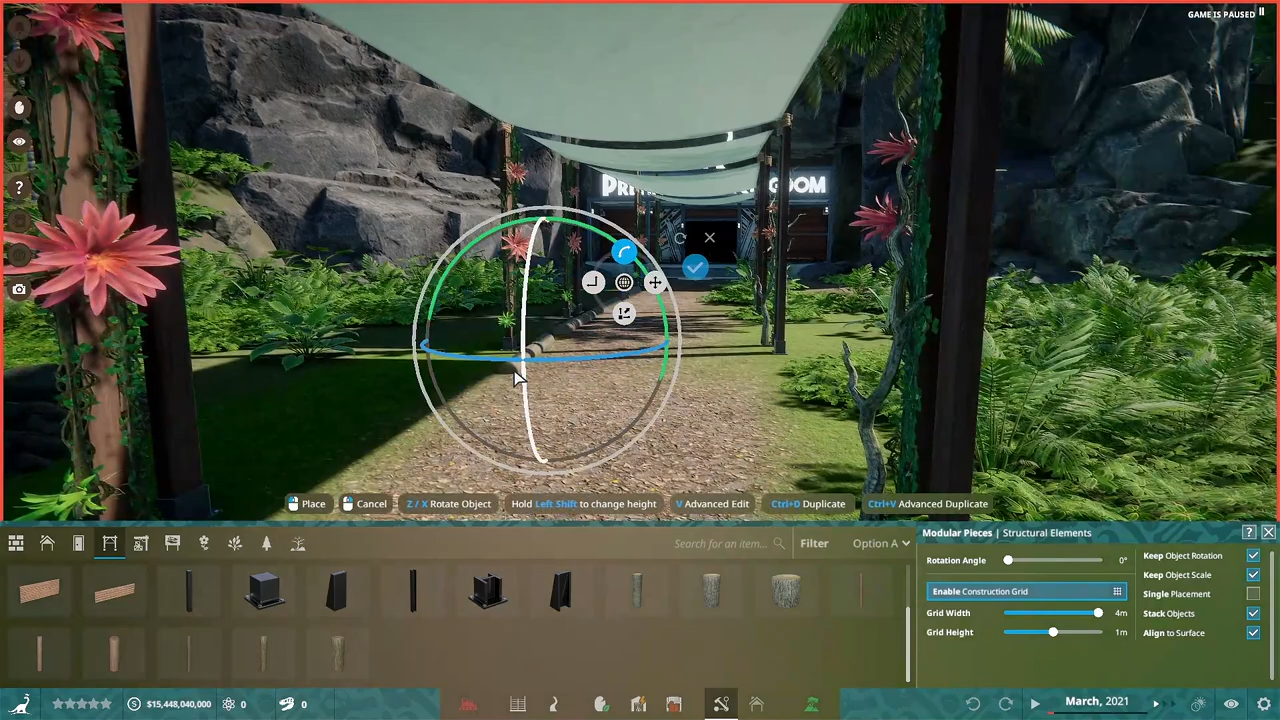 GAME IS PAUSED
OOM
Place
Cancel
Z / X Rotate Object
Hold Left Shift to change height
V Advanced Edit
Ctrl+D Duplicate
Ctrl+V Advanced Duplicate
Search for an item...
Filter
Option A
Modular Pieces | Structural Elements
?
Rotation Angle 0°
Enable Construction Grid
Grid Width 4m
Grid Height 1m
Keep Object Rotation
Keep Object Scale
Single Placement
Stack Objects
Align to Surface
$15,448,040,000
0
0
March, 2021